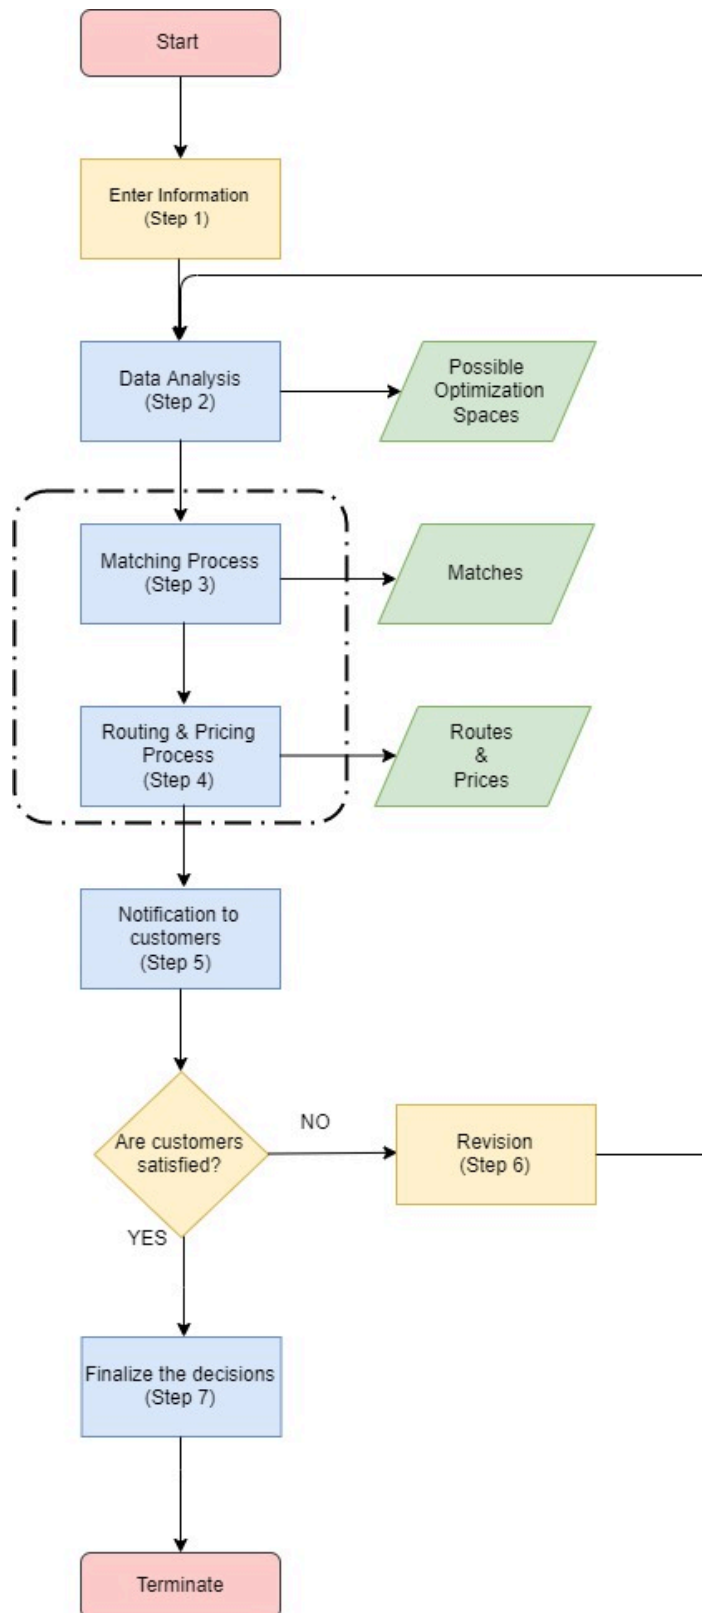 Start
Enter Information
(Step 1)
Data Analysis
(Step 2)
Possible
Optimization
Spaces
Matching Process
(Step 3)
Matches
Routing & Pricing
Process
(Step 4)
Routes
&
Prices
Notification to
customers
(Step 5)
Are customers
satisfied?
NO
Revision
(Step 6)
YES
Finalize the decisions
(Step 7)
Terminate